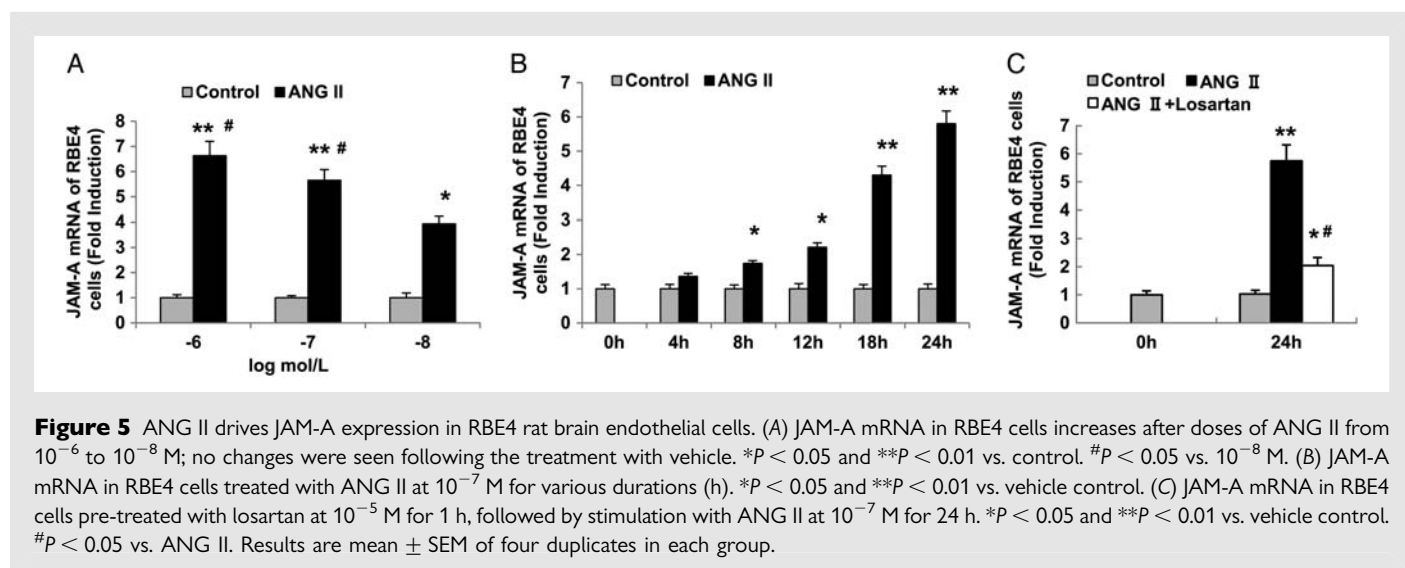 A
Control ANG II
JAM-A mRNA of RBE4
cells (Fold Induction)
8
7
6
5
4
3
2
1
0
** #
** #
*
-6 -7 -8
log mol/L
B
Control ANG II
JAM-A mRNA of RBE4
cells (Fold Induction)
7
6
5
4
3
2
1
0
*
*
**
**
0h 4h 8h 12h 18h 24h
C
Control ANG II
ANG II +Losartan
JAM-A mRNA of RBE4 cells
(Fold Induction)
7
6
5
4
3
2
1
0
**
* #
0h 24h
Figure 5 ANG II drives JAM-A expression in RBE4 rat brain endothelial cells. (A) JAM-A mRNA in RBE4 cells increases after doses of ANG II from
10⁻⁶ to 10⁻⁸ M; no changes were seen following the treatment with vehicle. *P < 0.05 and **P < 0.01 vs. control. #P < 0.05 vs. 10⁻⁸ M. (B) JAM-A
mRNA in RBE4 cells treated with ANG II at 10⁻⁷ M for various durations (h). *P < 0.05 and **P < 0.01 vs. vehicle control. (C) JAM-A mRNA in RBE4
cells pre-treated with losartan at 10⁻⁵ M for 1 h, followed by stimulation with ANG II at 10⁻⁷ M for 24 h. *P < 0.05 and **P < 0.01 vs. vehicle control.
#P < 0.05 vs. ANG II. Results are mean ± SEM of four duplicates in each group.